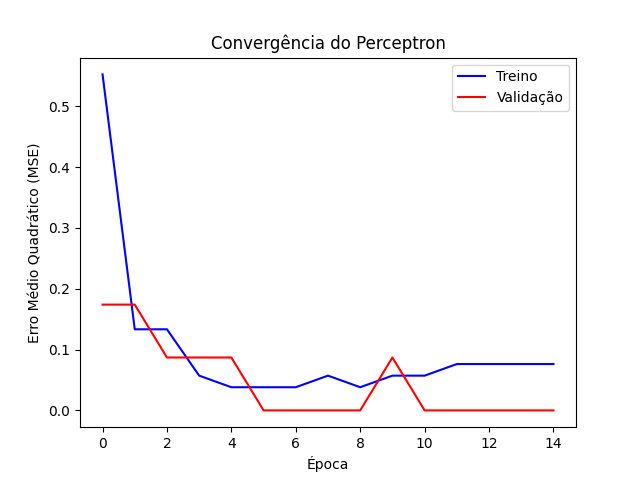 Convergência do Perceptron
Treino
Validação
Erro Médio Quadrático (MSE)
0.5
0.4
0.3
0.2
0.1
0.0
0 2 4 6 8 10 12 14
Época